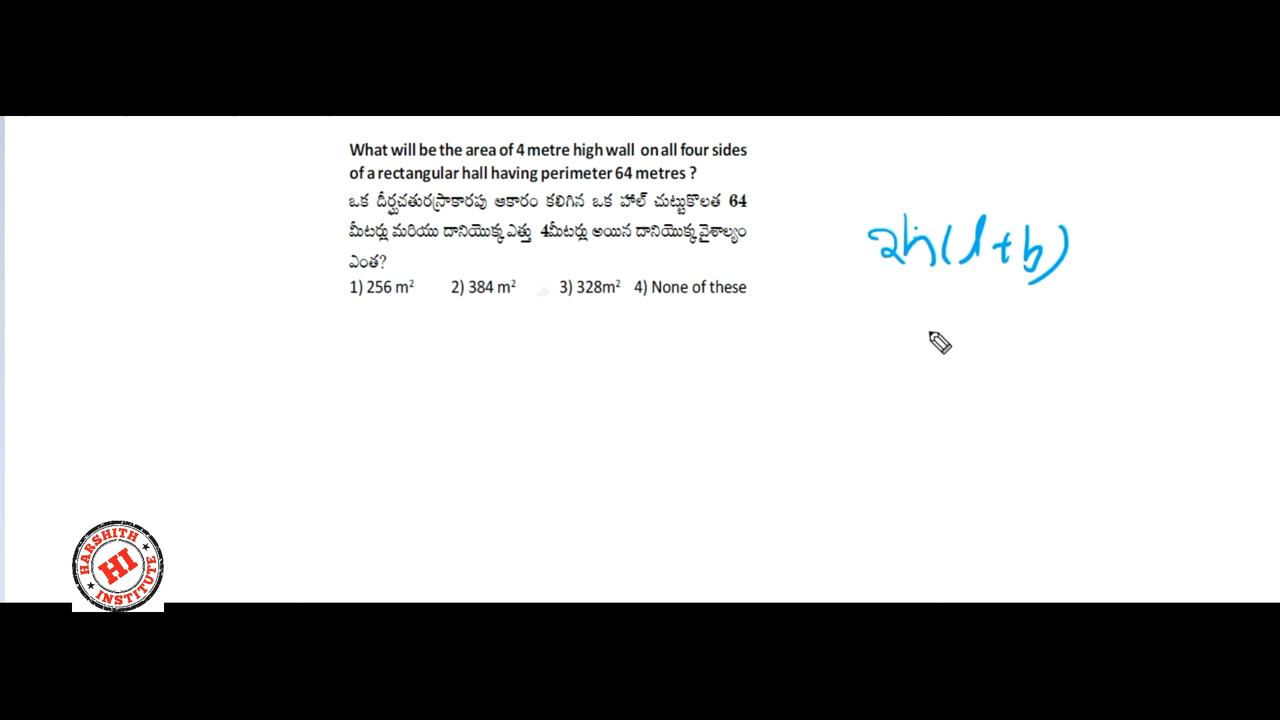 What will be the area of 4 metre high wall on all four sides
of a rectangular hall having perimeter 64 metres ?
ఒక దీర్ఘచతురస్రాకారపు ఆకారం కలిగిన ఒక హాల్ చుట్టుకొలత 64
మీటర్లు మరియు దానియొక్క ఎత్తు 4మీటర్లు అయిన దానియొక్క వైశాల్యం
ఎంత?
1) 256 m² 2) 384 m² 3) 328m² 4) None of these
2h(l+b)
HARSHITH
HI
INSTITUTE